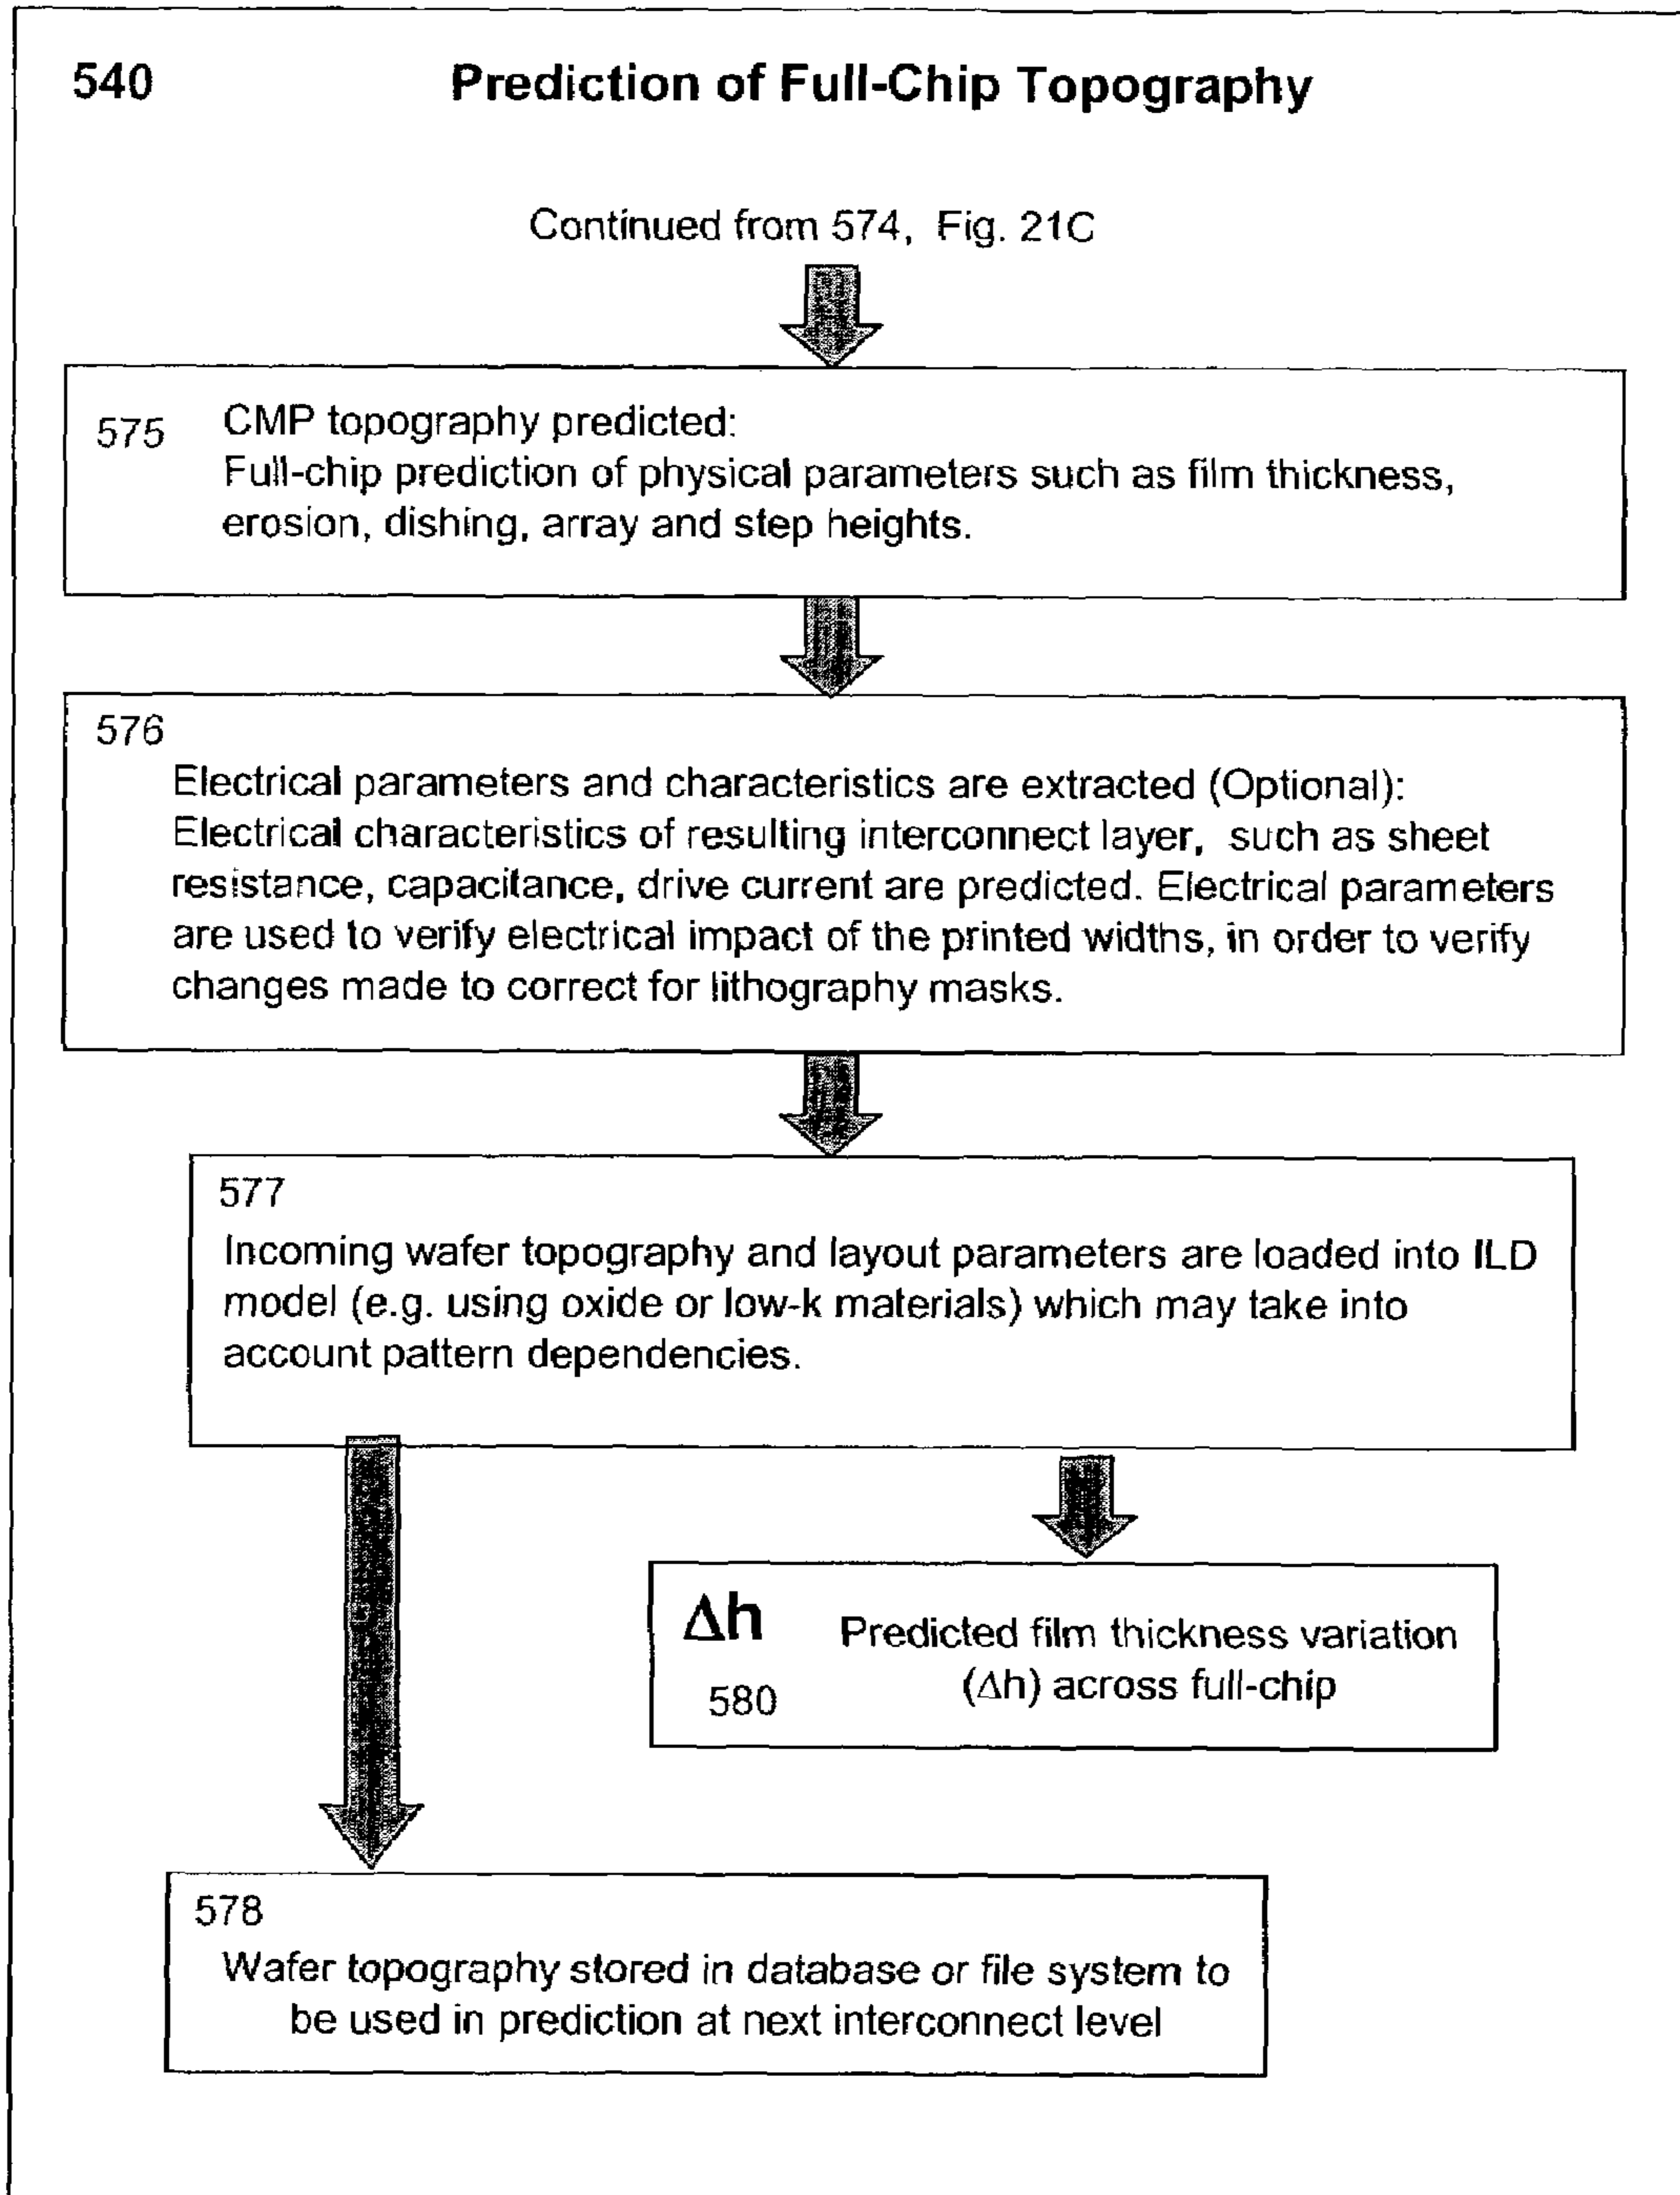 540 Prediction of Full-Chip Topography
Continued from 574, Fig. 21C
575 CMP topography predicted:
Full-chip prediction of physical parameters such as film thickness,
erosion, dishing, array and step heights.
576
Electrical parameters and characteristics are extracted (Optional):
Electrical characteristics of resulting interconnect layer, such as sheet
resistance, capacitance, drive current are predicted. Electrical parameters
are used to verify electrical impact of the printed widths, in order to verify
changes made to correct for lithography masks.
577
Incoming wafer topography and layout parameters are loaded into ILD
model (e.g. using oxide or low-k materials) which may take into
account pattern dependencies.
Δh Predicted film thickness variation
580 (Δh) across full-chip
578
Wafer topography stored in database or file system to
be used in prediction at next interconnect level